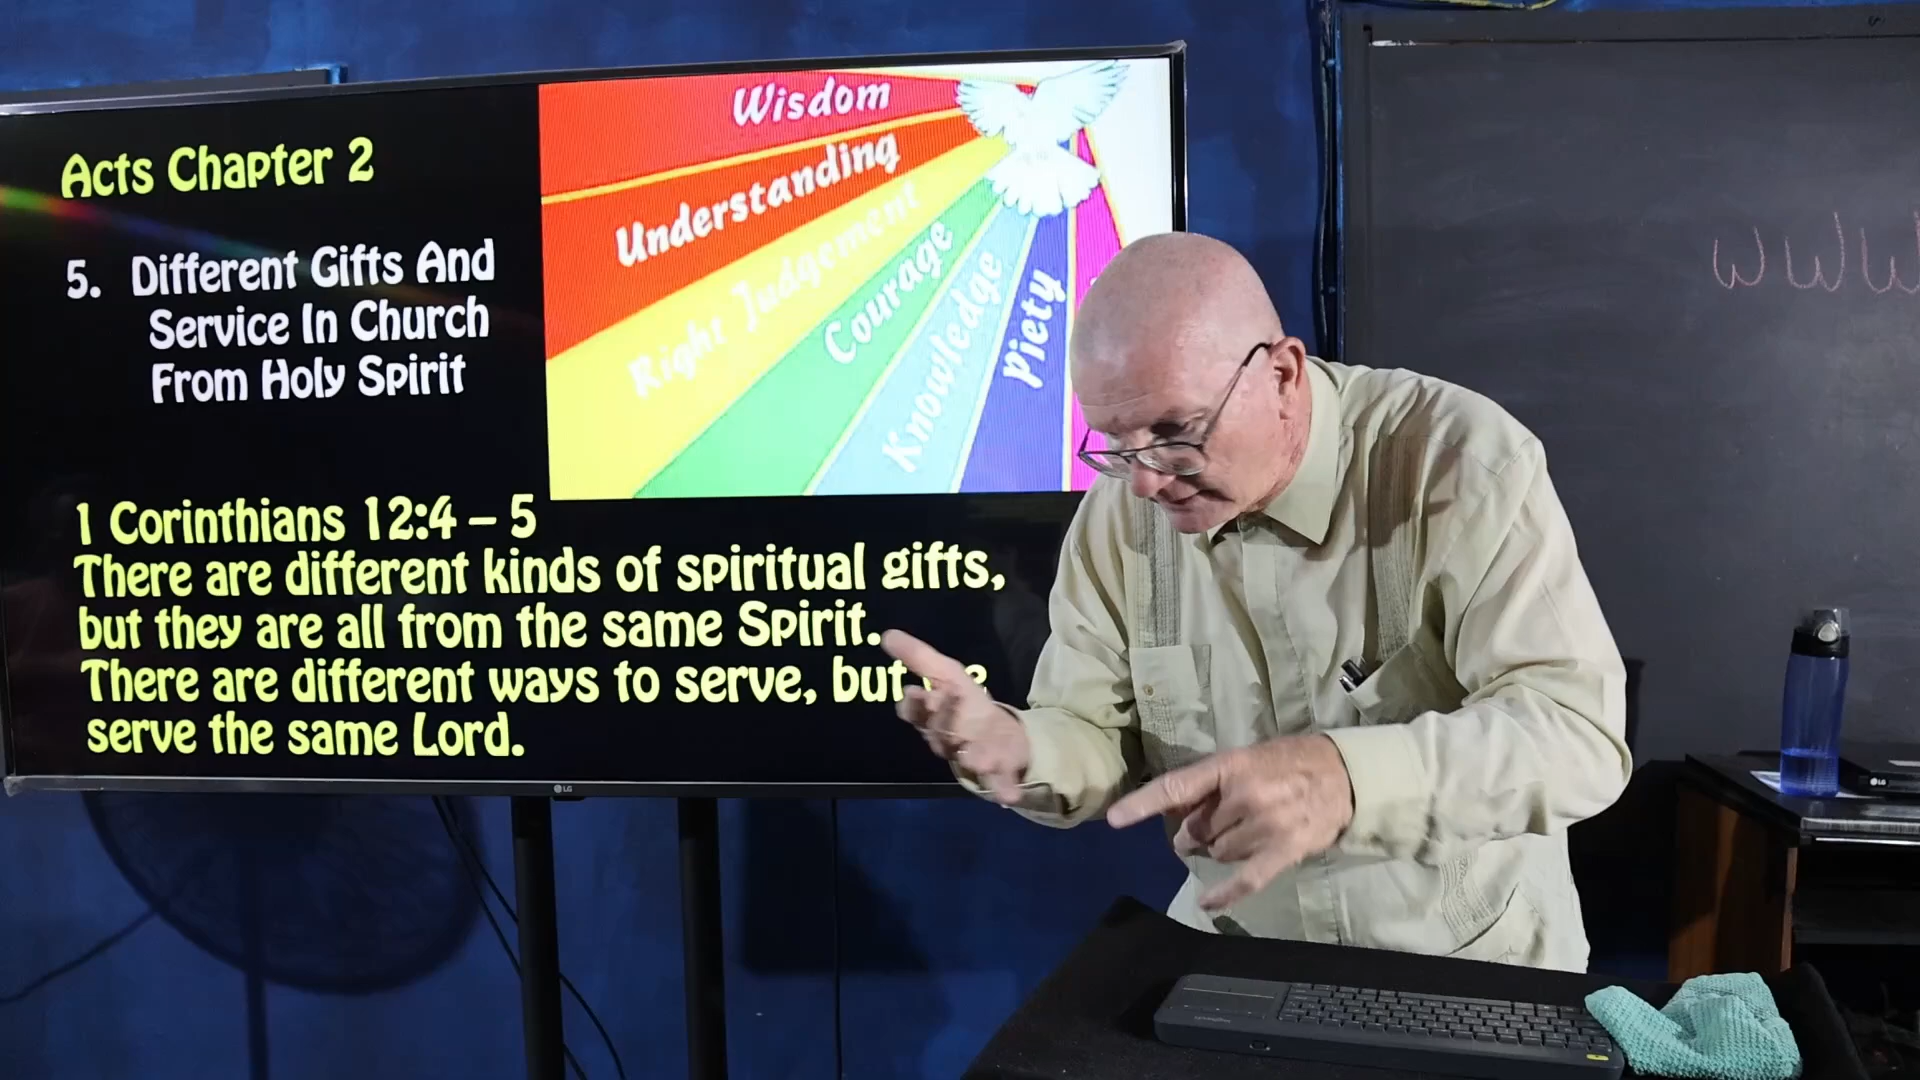 Acts Chapter 2
5. Different Gifts And
Service In Church
From Holy Spirit
Wisdom
Understanding
Right Judgement
Courage
Knowledge
Piety
1 Corinthians 12:4 – 5
There are different kinds of spiritual gifts,
but they are all from the same Spirit.
There are different ways to serve, but
serve the same Lord.
LG
WWW
LG